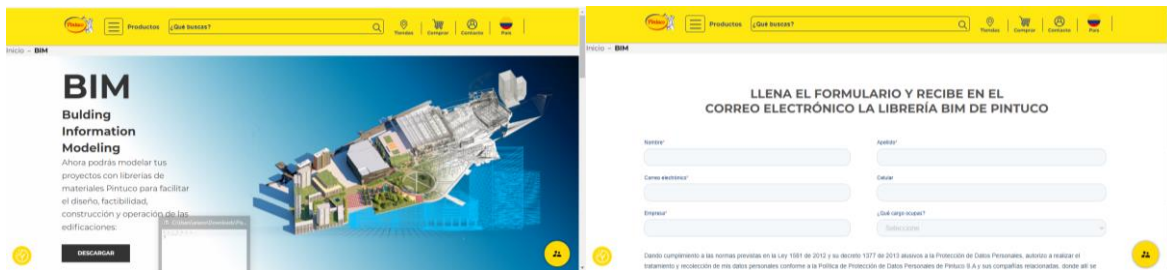 Pintuco
Productos
¿Qué buscas?
Tiendas
Comprar
Contacto
País
Inicio - BIM
BIM
Bulding
Information
Modeling
Ahora podrás modelar tus
proyectos con librerías de
materiales Pintuco para facilitar
el diseño, factibilidad,
construcción y operación de las
edificaciones:
DESCARGAR
Pintuco
Productos
¿Qué buscas?
Tiendas
Comprar
Contacto
País
Inicio - BIM
LLENA EL FORMULARIO Y RECIBE EN EL
CORREO ELECTRÓNICO LA LIBRERÍA BIM DE PINTUCO
Nombre*
Apellido*
Correo electrónico*
Celular
Empresa*
¿Qué cargo ocupas?
Seleccionar
Dando cumplimiento a las normas previstas en la Ley 1581 de 2012 y su decreto 1377 de 2013 alusivos a la Protección de Datos Personales, autorizo a realizar el
tratamiento y recolección de mis datos personales conforme a la Política de Protección de Datos Personales de Pintuco S.A y sus compañías relacionadas, donde allí se